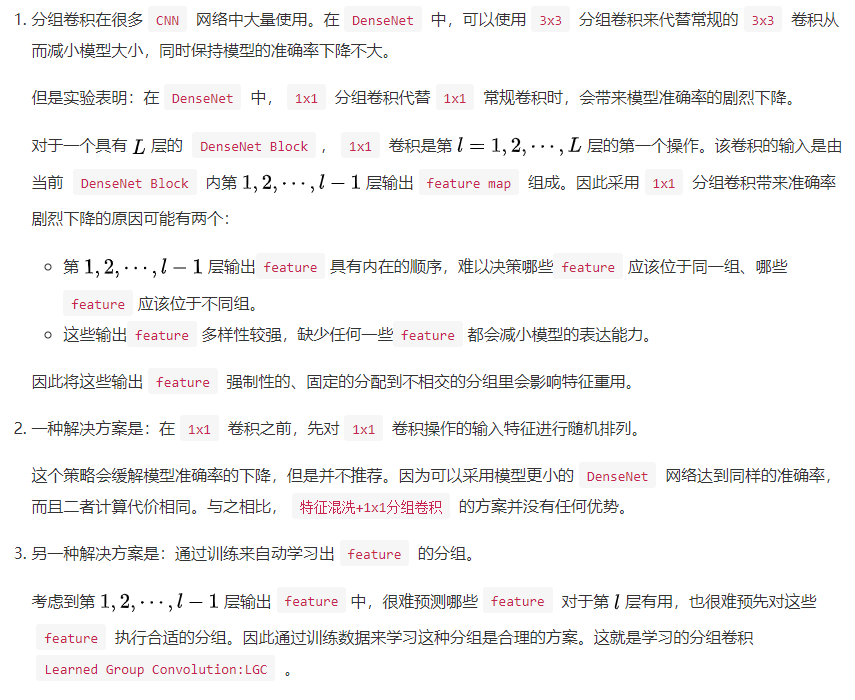 1. 分组卷积在很多 CNN 网络中大量使用。在 DenseNet 中，可以使用 3x3 分组卷积来代替常规的 3x3 卷积从
而减小模型大小，同时保持模型的准确率下降不大。
但是实验表明：在 DenseNet 中， 1x1 分组卷积代替 1x1 常规卷积时，会带来模型准确率的剧烈下降。
对于一个具有 L 层的 DenseNet Block ， 1x1 卷积是第 l = 1, 2, ⋯, L 层的第一个操作。该卷积的输入是由
当前 DenseNet Block 内第 1, 2, ⋯, l − 1 层输出 feature map 组成。因此采用 1x1 分组卷积带来准确率
剧烈下降的原因可能有两个：
○ 第 1, 2, ⋯, l − 1 层输出 feature 具有内在的顺序，难以决策哪些 feature 应该位于同一组、哪些
feature 应该位于不同组。
○ 这些输出 feature 多样性较强，缺少任何一些 feature 都会减小模型的表达能力。
因此将这些输出 feature 强制性的、固定的分配到不相交的分组里会影响特征重用。
2. 一种解决方案是：在 1x1 卷积之前，先对 1x1 卷积操作的输入特征进行随机排列。
这个策略会缓解模型准确率的下降，但是并不推荐。因为可以采用模型更小的 DenseNet 网络达到同样的准确率，
而且二者计算代价相同。与之相比， 特征混洗+1x1分组卷积 的方案并没有任何优势。
3. 另一种解决方案是：通过训练来自动学习出 feature 的分组。
考虑到第 1, 2, ⋯, l − 1 层输出 feature 中，很难预测哪些 feature 对于第 l 层有用，也很难预先对这些
feature 执行合适的分组。因此通过训练数据来学习这种分组是合理的方案。这就是学习的分组卷积
Learned Group Convolution:LGC 。